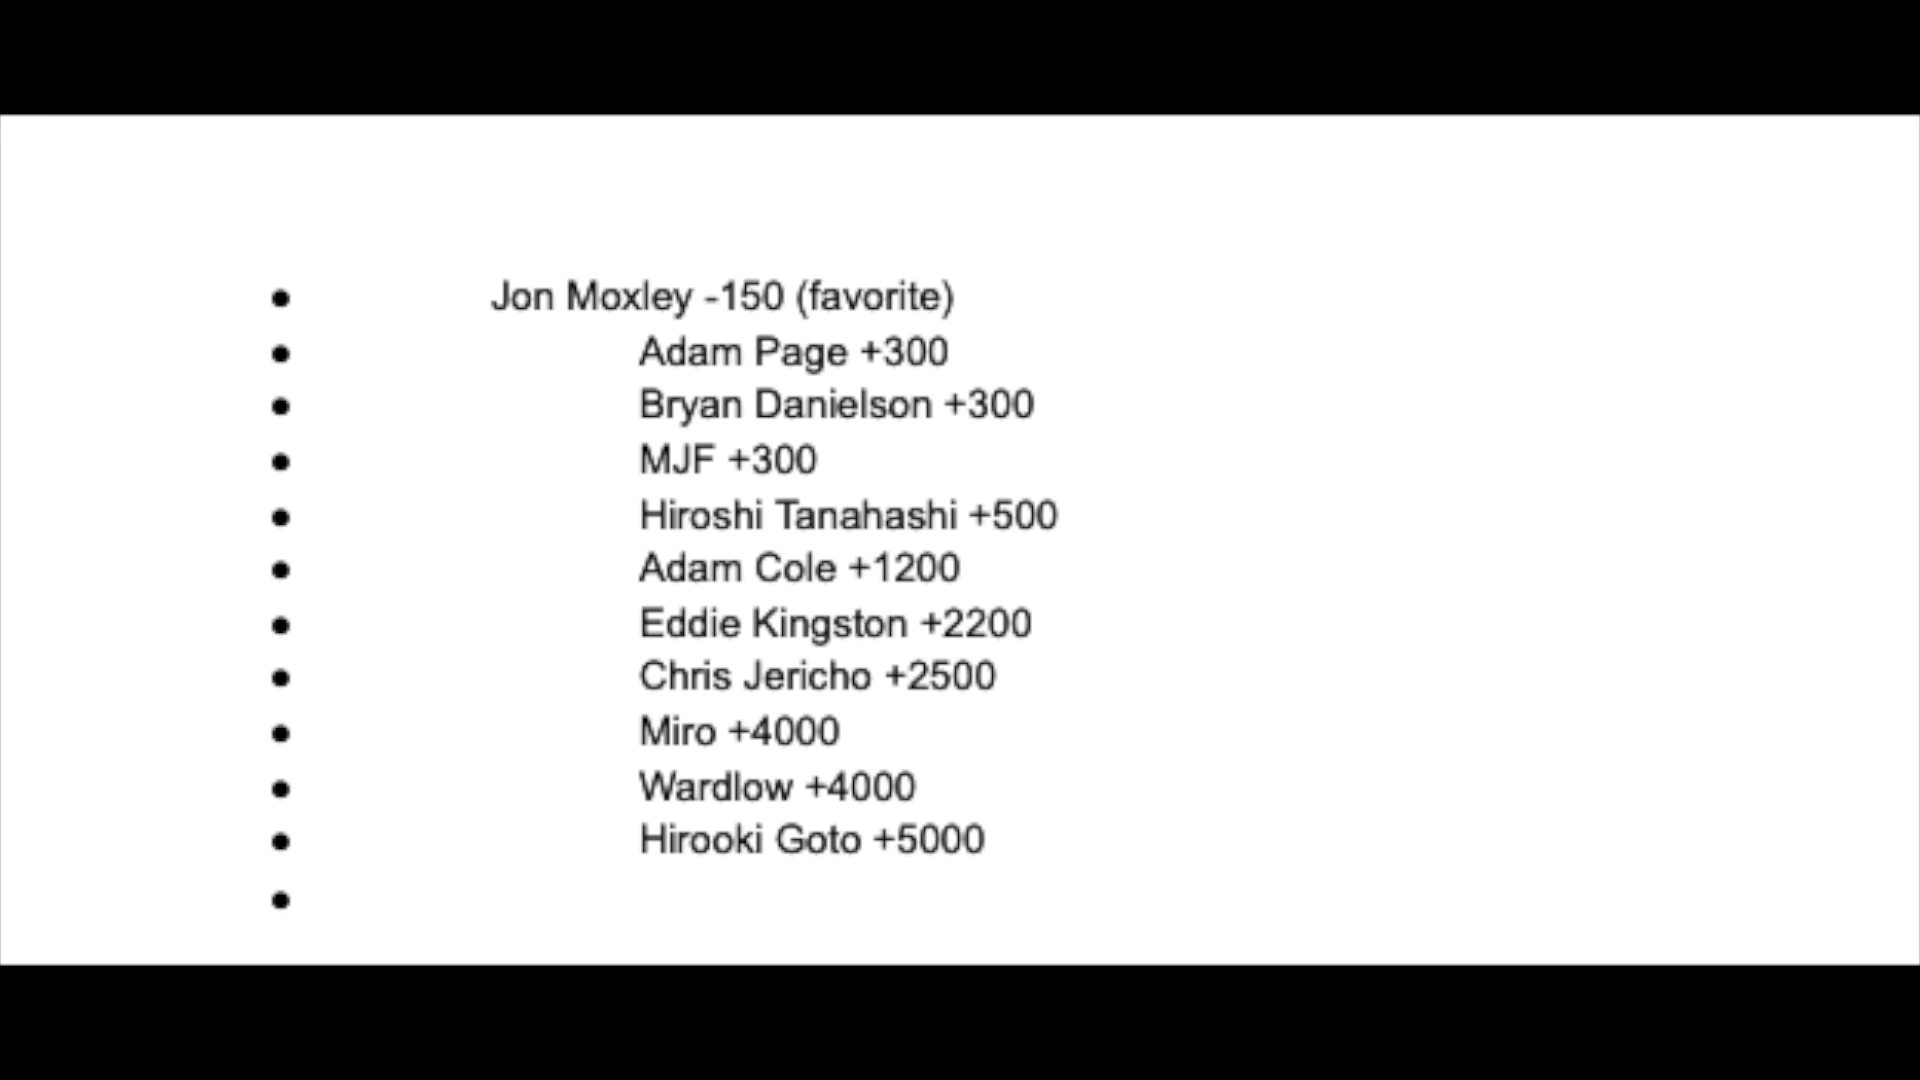 • Jon Moxley -150 (favorite)
• Adam Page +300
• Bryan Danielson +300
• MJF +300
• Hiroshi Tanahashi +500
• Adam Cole +1200
• Eddie Kingston +2200
• Chris Jericho +2500
• Miro +4000
• Wardlow +4000
• Hirooki Goto +5000
•